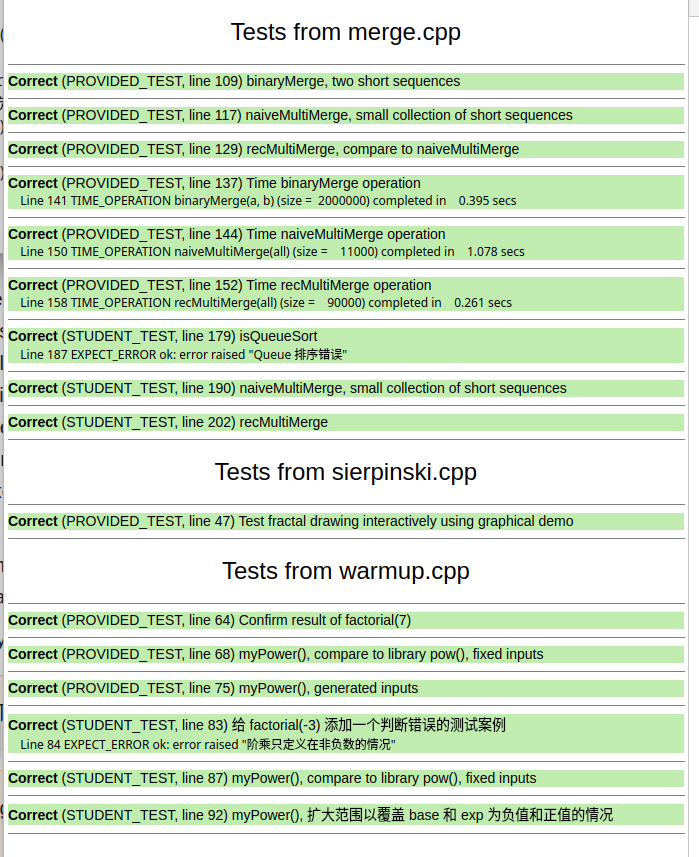 Tests from merge.cpp
Correct (PROVIDED_TEST, line 109) binaryMerge, two short sequences
Correct (PROVIDED_TEST, line 117) naiveMultiMerge, small collection of short sequences
Correct (PROVIDED_TEST, line 129) recMultiMerge, compare to naiveMultiMerge
Correct (PROVIDED_TEST, line 137) Time binaryMerge operation
Line 141 TIME_OPERATION binaryMerge(a, b) (size = 2000000) completed in 0.395 secs
Correct (PROVIDED_TEST, line 144) Time naiveMultiMerge operation
Line 150 TIME_OPERATION naiveMultiMerge(all) (size = 11000) completed in 1.078 secs
Correct (PROVIDED_TEST, line 152) Time recMultiMerge operation
Line 158 TIME_OPERATION recMultiMerge(all) (size = 90000) completed in 0.261 secs
Correct (STUDENT_TEST, line 179) isQueueSort
Line 187 EXPECT_ERROR ok: error raised "Queue 排序错误"
Correct (STUDENT_TEST, line 190) naiveMultiMerge, small collection of short sequences
Correct (STUDENT_TEST, line 202) recMultiMerge
Tests from sierpinski.cpp
Correct (PROVIDED_TEST, line 47) Test fractal drawing interactively using graphical demo
Tests from warmup.cpp
Correct (PROVIDED_TEST, line 64) Confirm result of factorial(7)
Correct (PROVIDED_TEST, line 68) myPower(), compare to library pow(), fixed inputs
Correct (PROVIDED_TEST, line 75) myPower(), generated inputs
Correct (STUDENT_TEST, line 83) 给 factorial(-3) 添加一个判断错误的测试案例
Line 84 EXPECT_ERROR ok: error raised "阶乘只定义在非负数的情况"
Correct (STUDENT_TEST, line 87) myPower(), compare to library pow(), fixed inputs
Correct (STUDENT_TEST, line 92) myPower(), 扩大范围以覆盖 base 和 exp 为负值和正值的情况